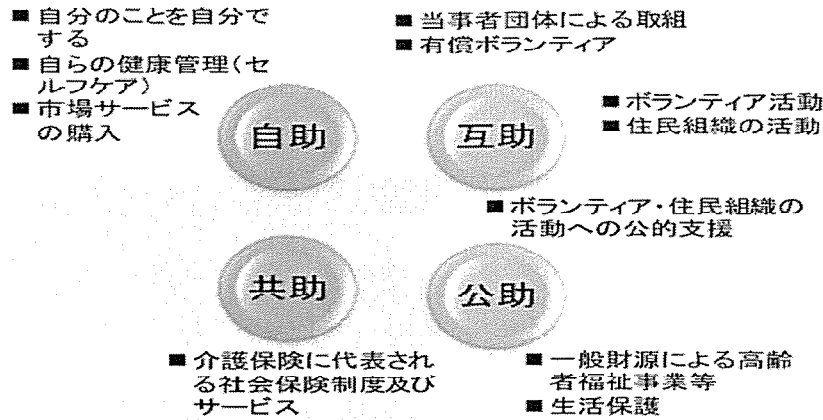 ■ 自分のことを自分で
する
■ 自らの健康管理(セ
ルフケア)
■ 市場サービス
の購入
■ 当事者団体による取組
■ 有償ボランティア
自助
互助
■ ボランティア活動
■ 住民組織の活動
■ ボランティア・住民組織の
活動への公的支援
共助
公助
■ 介護保険に代表され
る社会保険制度及び
サービス
■ 一般財源による高齢
者福祉事業等
■ 生活保護